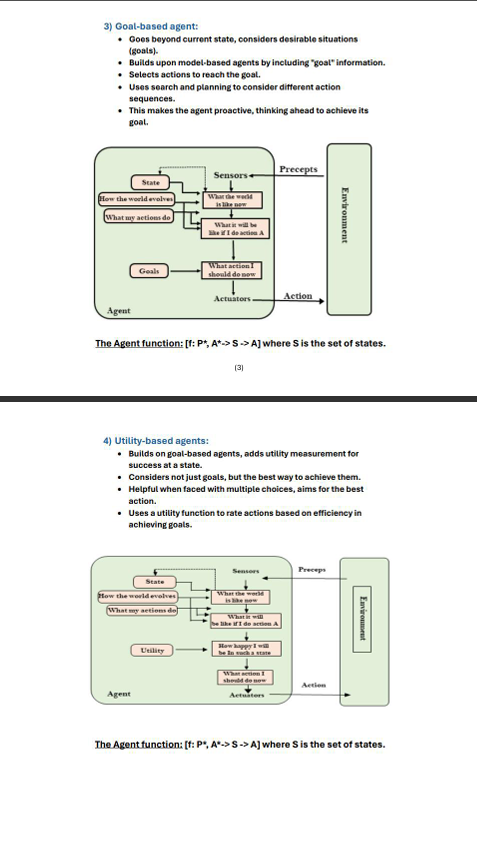 3) Goal-based agent:
• Goes beyond current state, considers desirable situations
(goals).
• Builds upon model-based agents by including "goal" information.
• Selects actions to reach the goal.
• Uses search and planning to consider different action
sequences.
• This makes the agent proactive, thinking ahead to achieve its
goal.
Sensors
Precepts
State
How the world evolves
What the world
is like now
What my actions do
What it will be
like if I do action A
Environment
Goals
What action I
should do now
Actuators
Action
Agent
The Agent function: [f: P*, A*-> S -> A] where S is the set of states.
(3)
4) Utility-based agents:
• Builds on goal-based agents, adds utility measurement for
success at a state.
• Considers not just goals, but the best way to achieve them.
• Helpful when faced with multiple choices, aims for the best
action.
• Uses a utility function to rate actions based on efficiency in
achieving goals.
Sensors
Preceps
State
How the world evolves
What the world
is like now
What my actions do
What it will
be like if I do action A
Environment
Utility
How happy I will
be In such a state
What action I
should do now
Action
Agent
Actuators
The Agent function: [f: P*, A*-> S -> A] where S is the set of states.